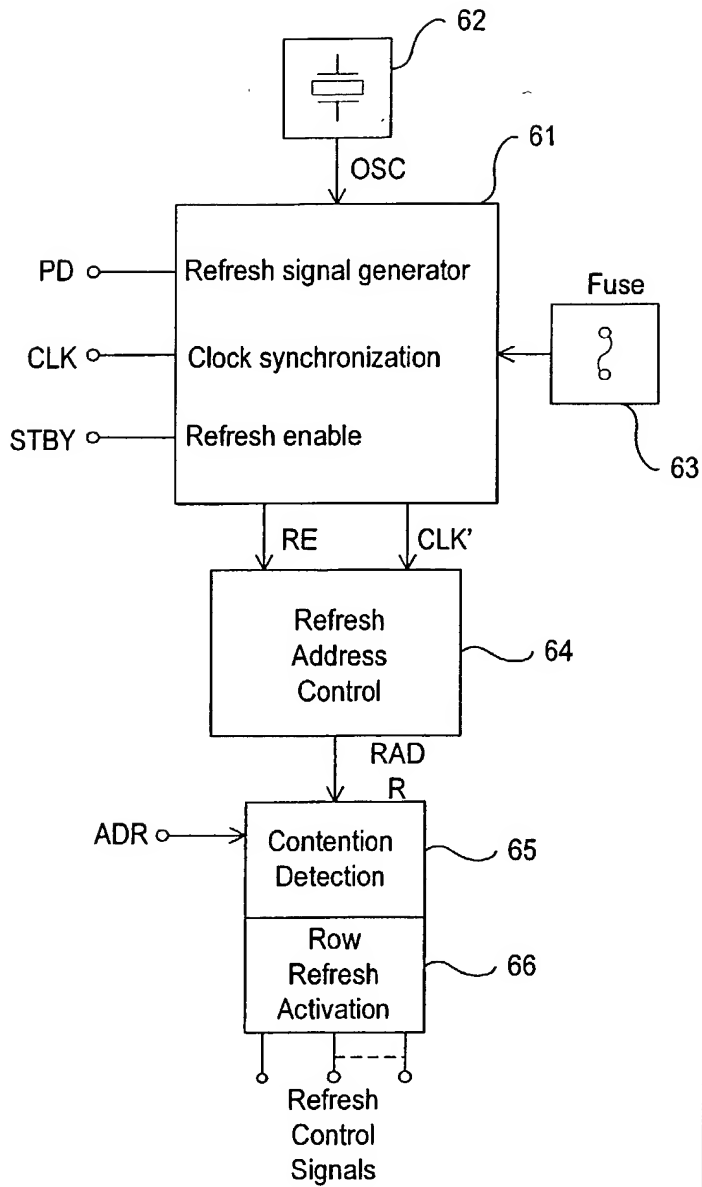 62
OSC
61
PD
Refresh signal generator
Fuse
CLK
Clock synchronization
STBY
Refresh enable
63
RE
CLK'
Refresh
Address
Control
64
RAD
R
ADR
Contention
Detection
65
Row
Refresh
Activation
66
Refresh
Control
Signals